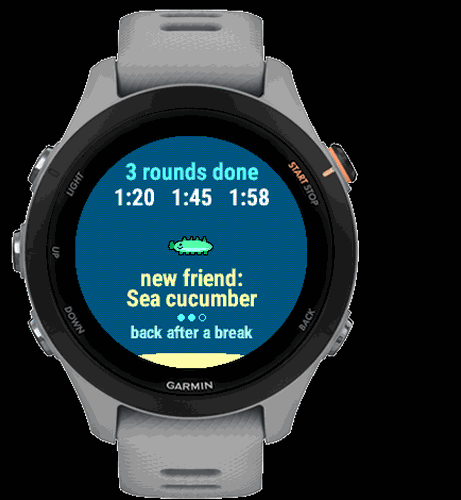 3 rounds done
1:20 1:45 1:58
new friend:
Sea cucumber
back after a break
LIGHT
UP
DOWN
START STOP
BACK
GARMIN